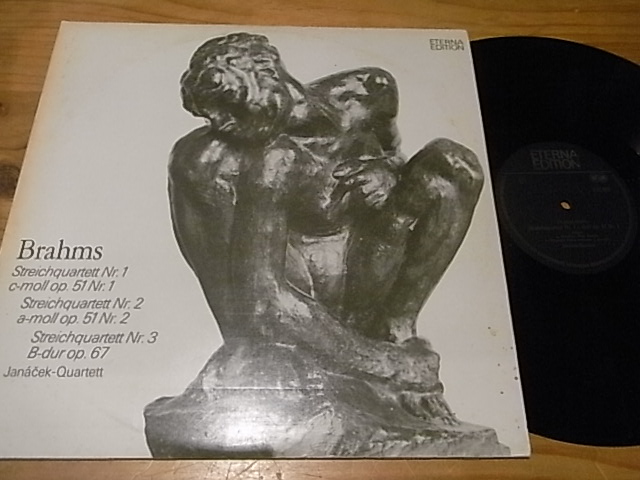 ETERNA
EDITION
Brahms
Streichquartett Nr. 1
c-moll op. 51 Nr. 1
Streichquartett Nr. 2
a-moll op. 51 Nr. 2
Streichquartett Nr. 3
B-dur op. 67
Janáček-Quartett
ETERNA
EDITION